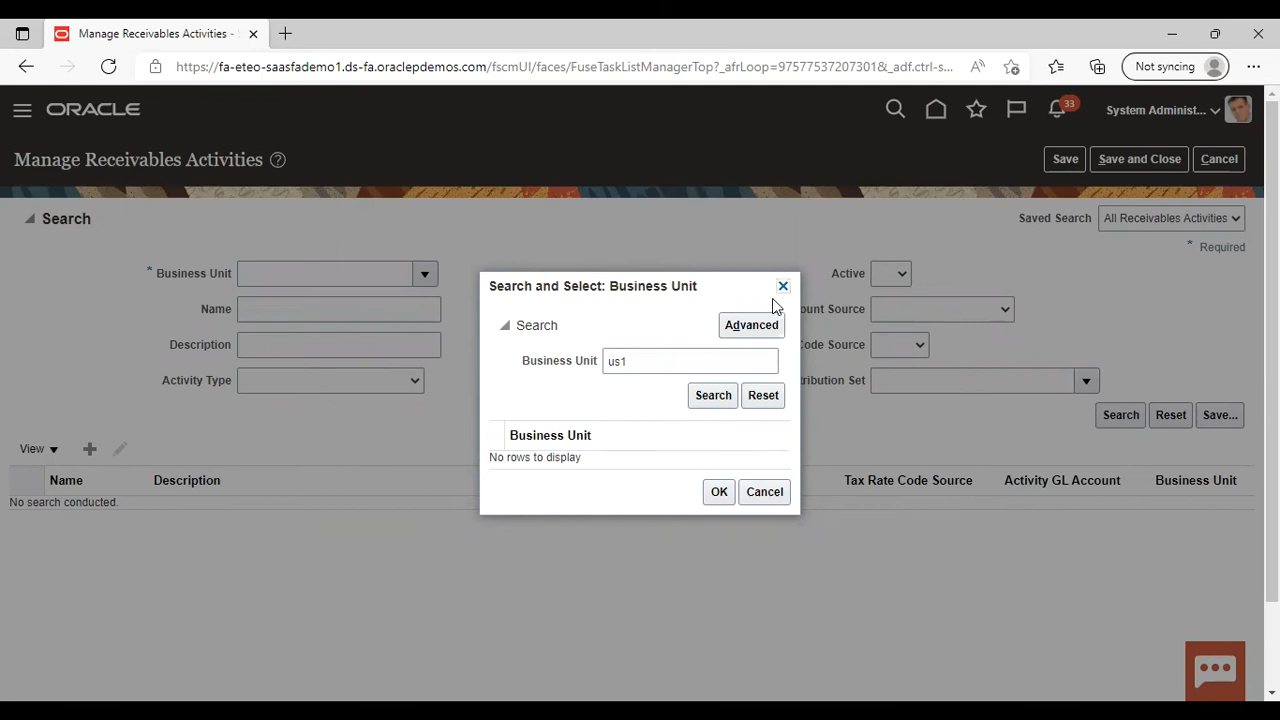 Manage Receivables Activities -
https://fa-eteo-saasfademo1.ds-fa.oraclepdemos.com/fscmUI/faces/FuseTaskListManagerTop?_afrLoop=97577537207301&_adf.ctrl-s...
Not syncing
ORACLE
33
System Administ...
Manage Receivables Activities
Save
Save and Close
Cancel
Search
Saved Search
All Receivables Activities
* Required
* Business Unit
Active
Name
ount Source
Description
Code Source
Activity Type
tribution Set
Search
Reset
Save...
Search and Select: Business Unit
Search
Advanced
Business Unit
us1
Search
Reset
Business Unit
No rows to display
OK
Cancel
View
Name
Description
Tax Rate Code Source
Activity GL Account
Business Unit
No search conducted.